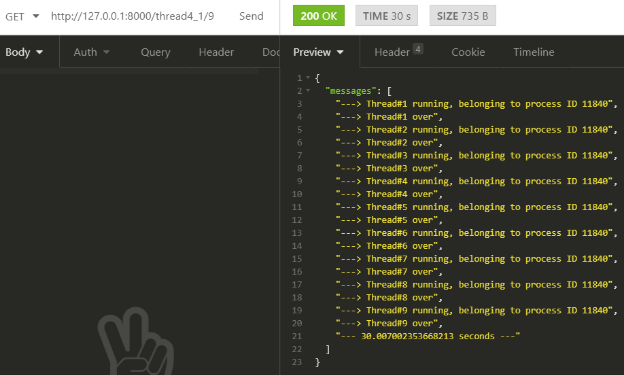 GET http://127.0.0.1:8000/thread4_1/9 Send 200 OK TIME 30 s SIZE 735 B
Body Auth Query Header Doc Preview Header 4 Cookie Timeline
1 {
2 "messages": [
3 "---> Thread#1 running, belonging to process ID 11840",
4 "---> Thread#1 over",
5 "---> Thread#2 running, belonging to process ID 11840",
6 "---> Thread#2 over",
7 "---> Thread#3 running, belonging to process ID 11840",
8 "---> Thread#3 over",
9 "---> Thread#4 running, belonging to process ID 11840",
10 "---> Thread#4 over",
11 "---> Thread#5 running, belonging to process ID 11840",
12 "---> Thread#5 over",
13 "---> Thread#6 running, belonging to process ID 11840",
14 "---> Thread#6 over",
15 "---> Thread#7 running, belonging to process ID 11840",
16 "---> Thread#7 over",
17 "---> Thread#8 running, belonging to process ID 11840",
18 "---> Thread#8 over",
19 "---> Thread#9 running, belonging to process ID 11840",
20 "---> Thread#9 over",
21 "--- 30.007002353668213 seconds ---"
22 ]
23 }